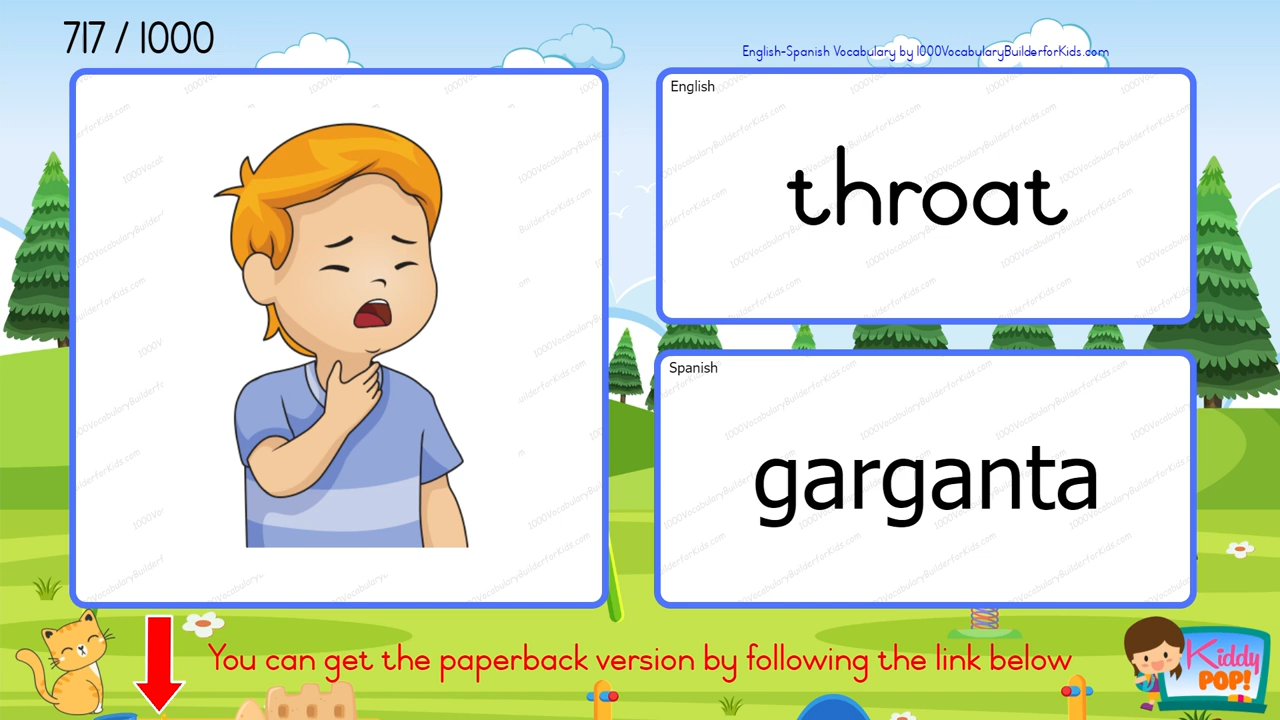 717 / 1000
English-Spanish Vocabulary by 1000VocabularyBuilderforKids.com
English
throat
Spanish
garganta
You can get the paperback version by following the link below
Kiddy
POP!